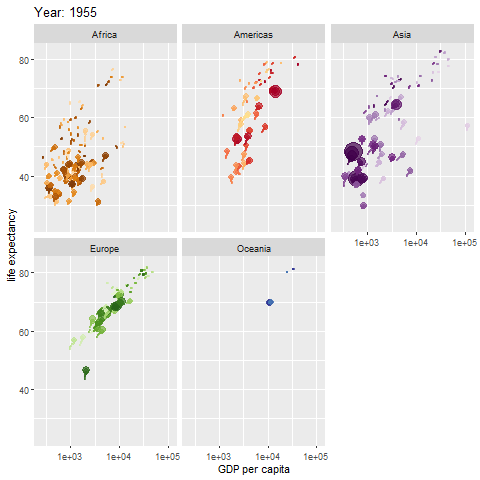 Year: 1955
Africa
Americas
Asia
80
60
40
1e+03
1e+04
1e+05
Europe
Oceania
80
60
40
1e+03
1e+04
1e+05
1e+03
1e+04
1e+05
life expectancy
GDP per capita